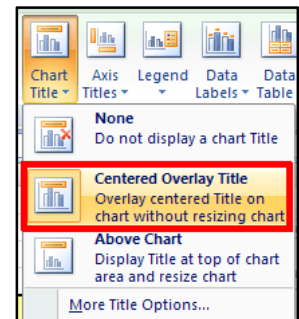 Chart Axis Legend Data Data
Title Titles Labels Table
None
Do not display a chart Title
Centered Overlay Title
Overlay centered Title on
chart without resizing chart
Above Chart
Display Title at top of chart
area and resize chart
More Title Options...